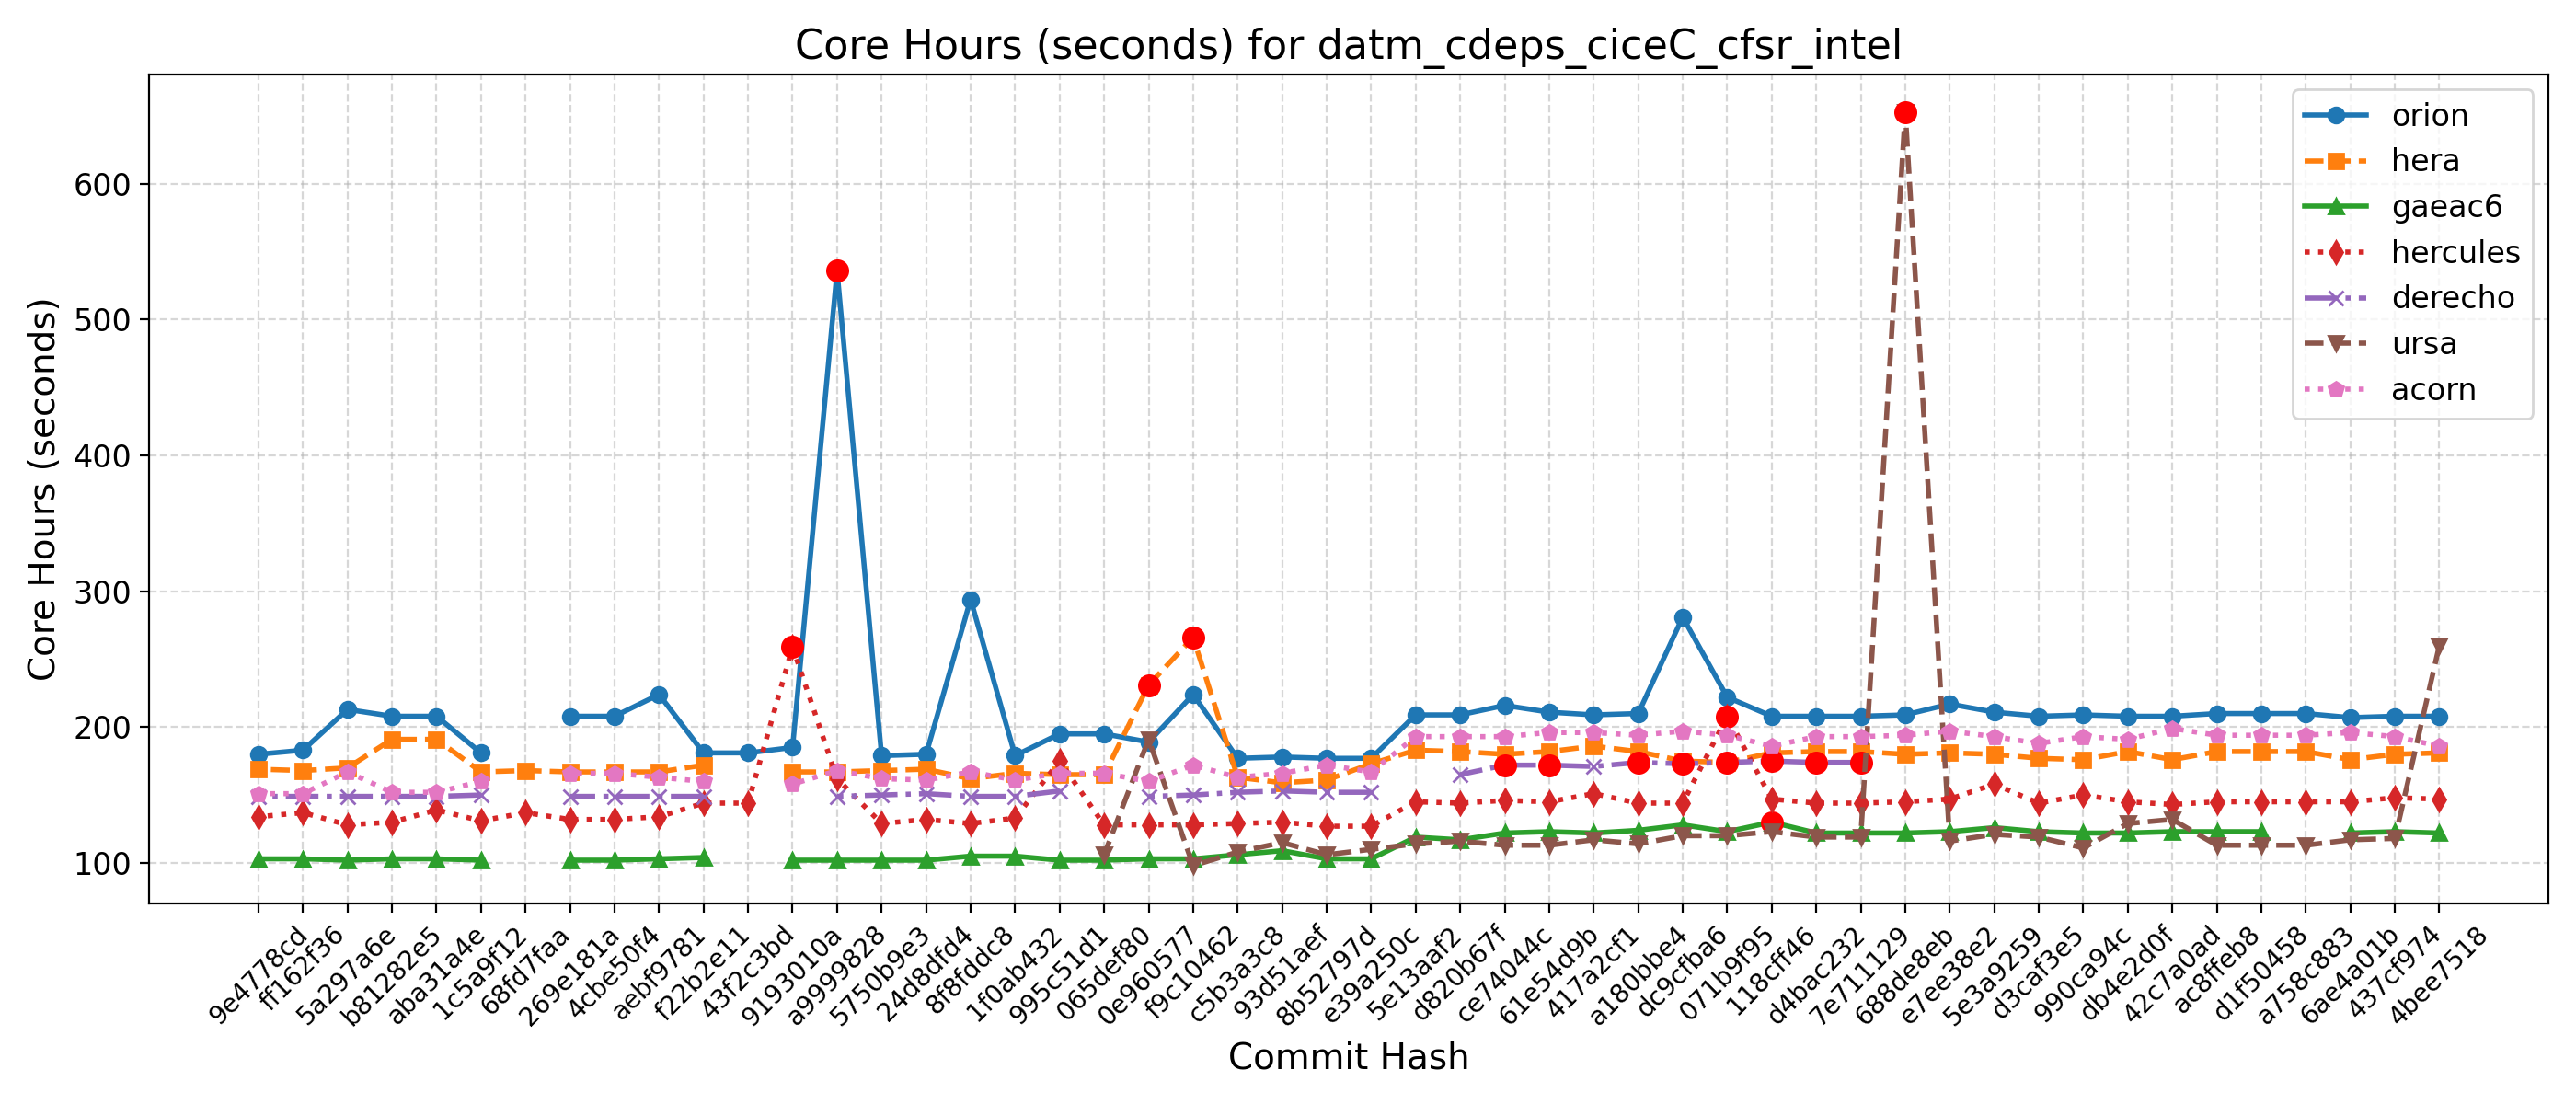 Core Hours (seconds) for datm_cdeps_ciceC_cfsr_intel
Core Hours (seconds)
600
500
400
300
200
100
orion
hera
gaeac6
hercules
derecho
ursa
acorn
9e4778cd
ff162f36
5a297a6e
b81282e5
aba31a4e
1c5a9f12
68fd7faa
269e181a
4cbe50f4
aebf9781
f22b2e11
43f2c3bd
9193010a
a9999828
5750b9e3
24d8dfd4
8f8fddc8
1f0ab432
995c51d1
065def80
0e960577
f9c10462
c5b3a3c8
93d51aef
8b52797d
e39a250c
5e13aaf2
d820b67f
ce74044c
61e54d9b
417a2cf1
a180bbe4
dc9cfba6
071b9f95
118cff46
d4bac232
7e711129
688de8eb
e7ee38e2
5e3a9259
d3caf3e5
990ca94c
db4e2d0f
42c7a0ad
ac8ffeb8
d1f50458
a758c883
6ae4a01b
437cf974
4bee7518
Commit Hash